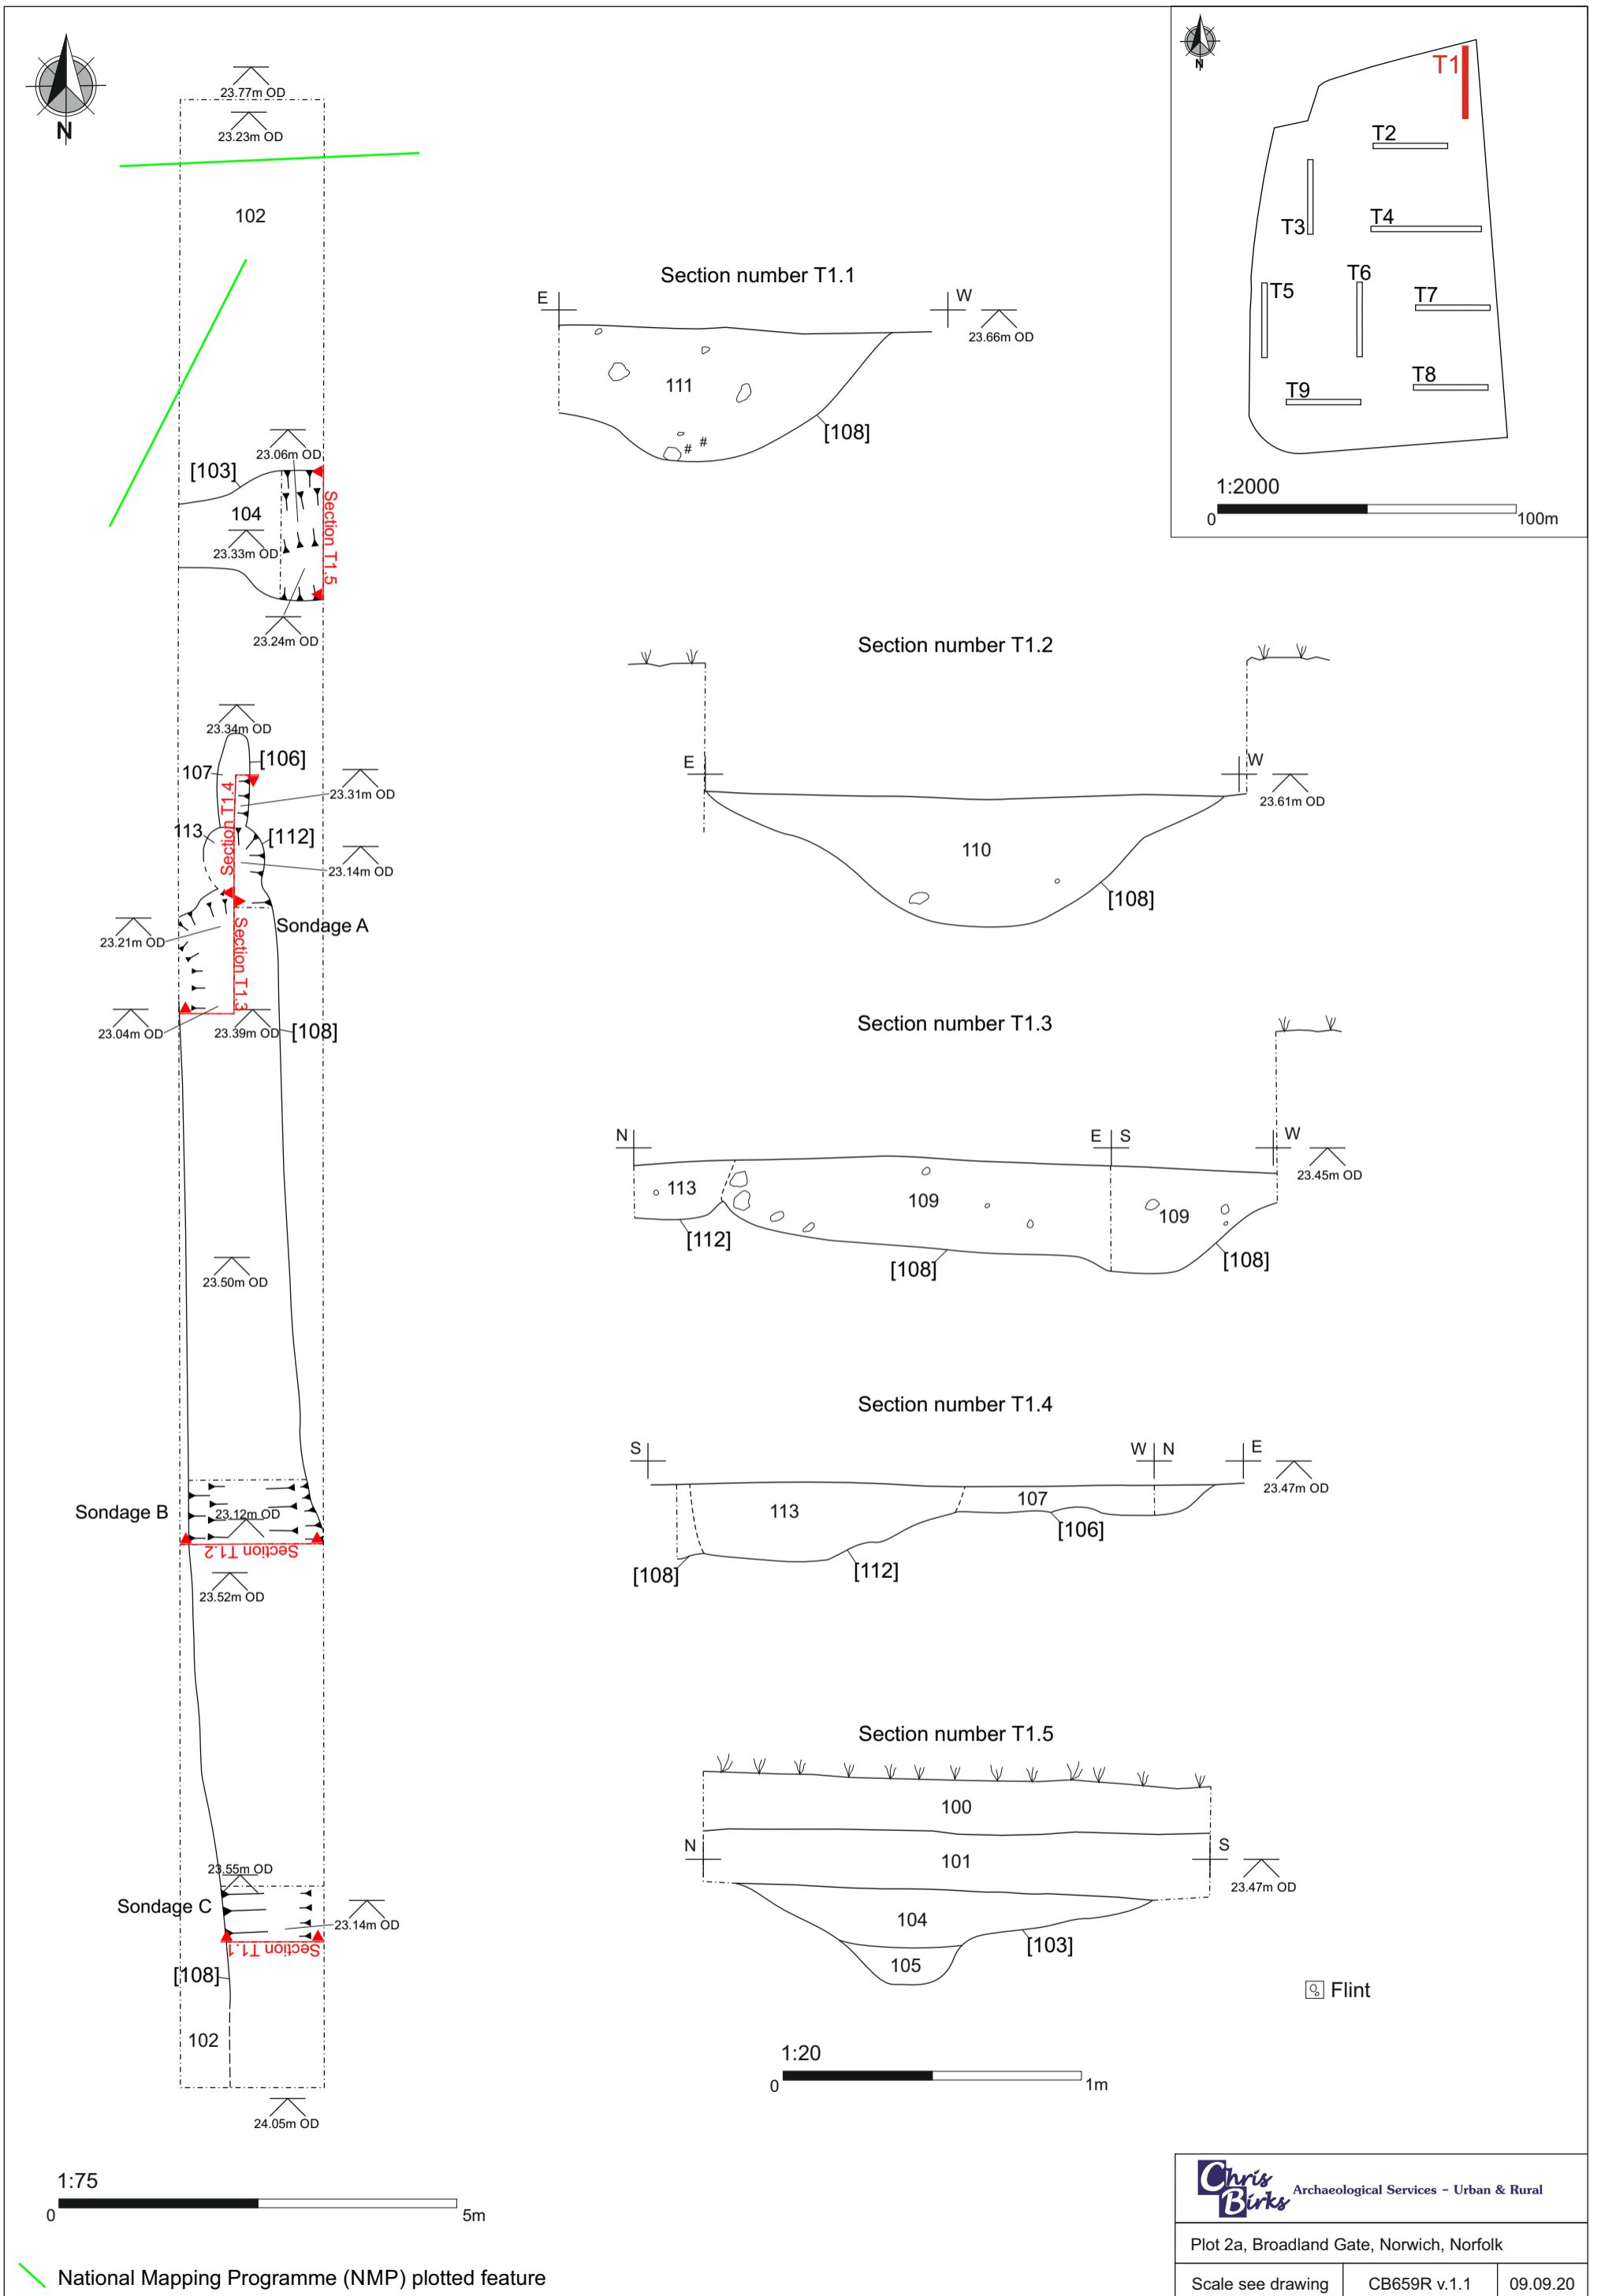 N
23.77m OD
23.23m OD
102
[103]
23.06m OD
104
23.33m OD
Section T1.5
23.24m OD
23.34m OD
[106]
107
23.31m OD
Section T1.4
113
[112]
23.14m OD
Sondage A
23.21m OD
Section T1.3
23.04m OD
23.39m OD
[108]
23.50m OD
Sondage B
23.12m OD
Section T1.2
23.52m OD
23.55m OD
Sondage C
23.14m OD
Section T1.1
[108]
102
24.05m OD
1:75
0
5m
National Mapping Programme (NMP) plotted feature
Section number T1.1
E
W
23.66m OD
111
# #
[108]
Section number T1.2
E
W
23.61m OD
110
[108]
Section number T1.3
N
E S
W
23.45m OD
113
109
109
[112]
[108]
[108]
Section number T1.4
S
W N
E
23.47m OD
113
107
[106]
[108]
[112]
Section number T1.5
100
N
S
101
23.47m OD
104
[103]
105
Flint
1:20
0
1m
N
T1
T2
T3
T4
T5
T6
T7
T8
T9
1:2000
0
100m
Chris
Birks
Archaeological Services - Urban & Rural
Plot 2a, Broadland Gate, Norwich, Norfolk
Scale see drawing
CB659R v.1.1
09.09.20